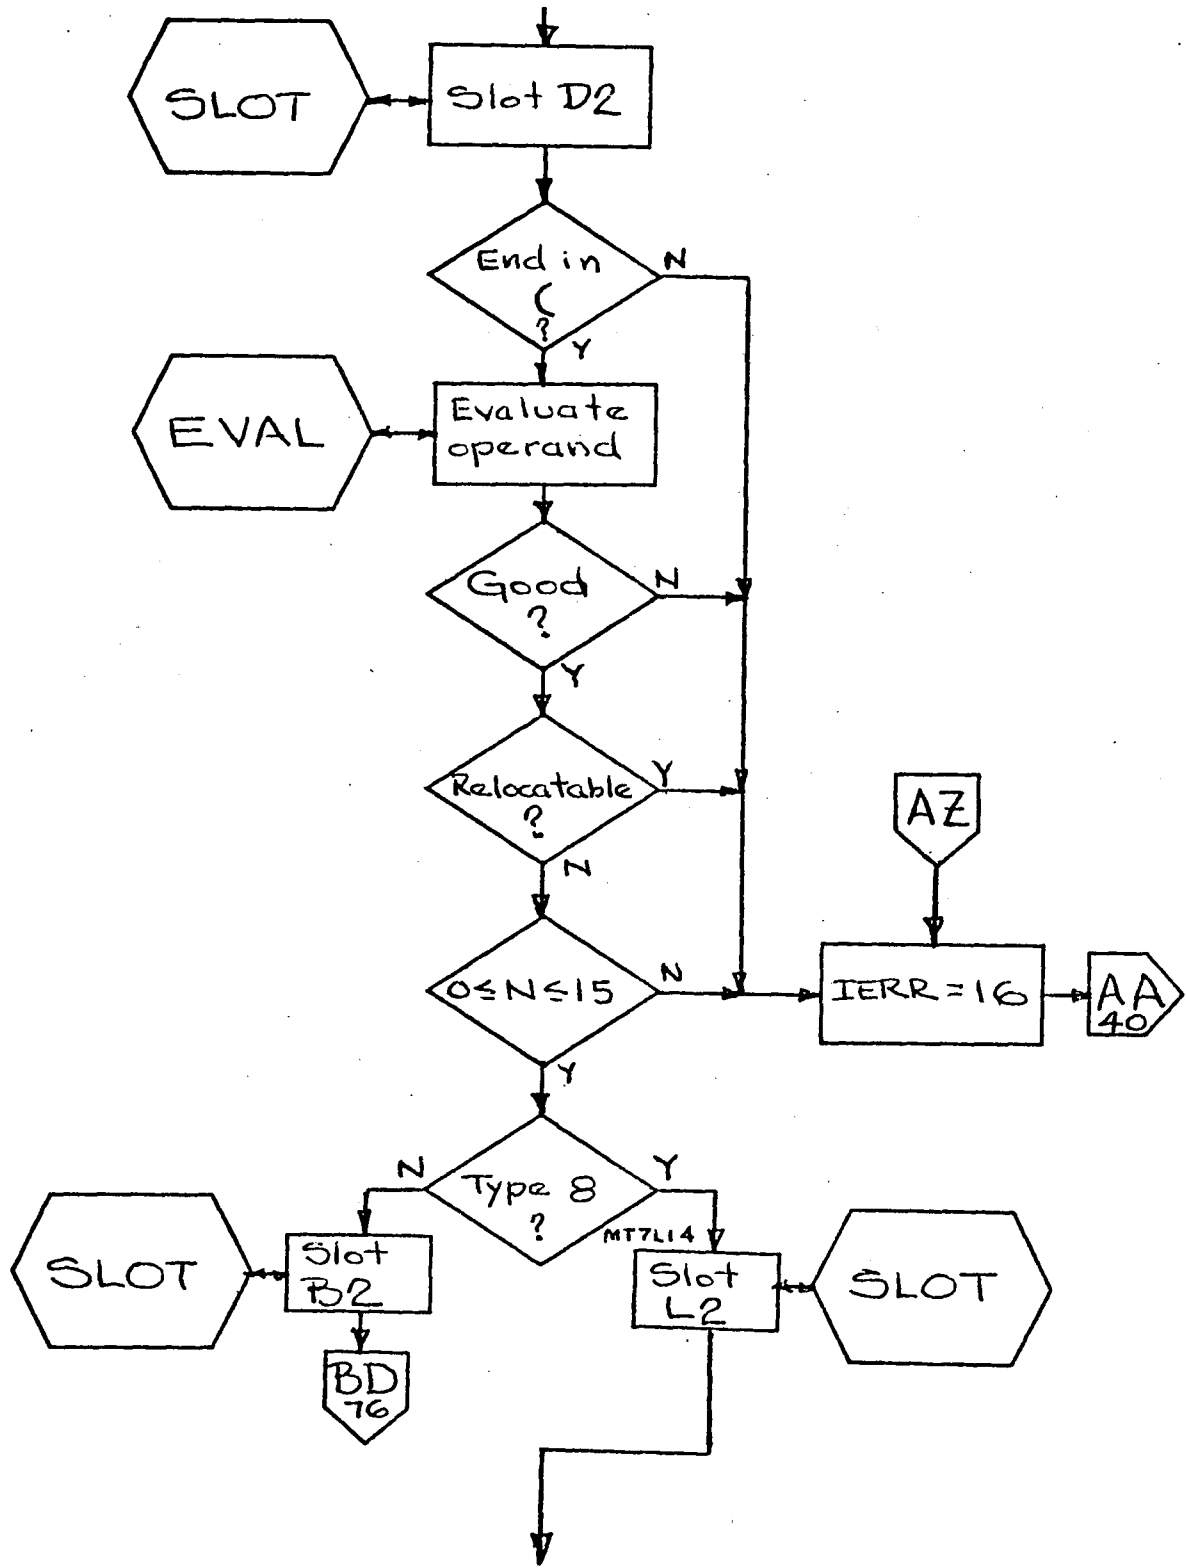 SLOT
Slot D2
End in
(
?
N
Y
EVAL
Evaluate
operand
Good
?
N
Y
Relocatable
?
Y
N
AZ
0≤N≤15
N
IERR = 16
AA
40
Y
N
Type 8
?
Y
MT7L14
SLOT
Slot
B2
Slot
L2
SLOT
BD
76